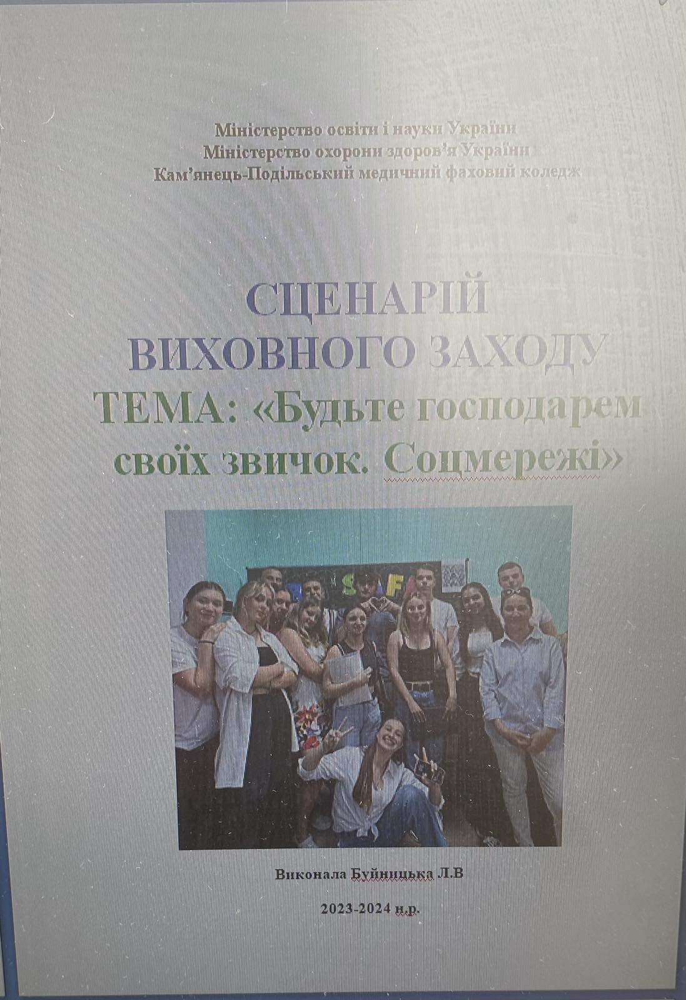 Міністерство освіти і науки України
Міністерство охорони здоров’я України
Кам’янець-Подільський медичний фаховий коледж
СЦЕНАРІЙ
ВИХОВНОГО ЗАХОДУ
ТЕМА: «Будьте господарем
своїх звичок. Соцмережі»
Виконала Буйницька Л.В
2023-2024 н.р.